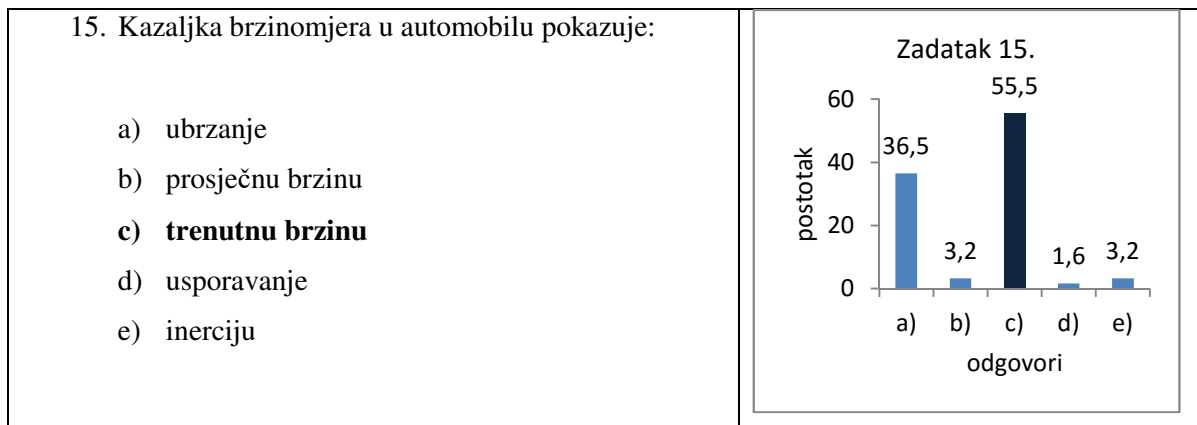 15. Kazaljka brzinomjera u automobilu pokazuje:
a) ubrzanje
b) prosječnu brzinu
c) trenutnu brzinu
d) usporavanje
e) inerciju
Zadatak 15.
55,5
60
36,5
40
postotak
20
3,2
1,6
3,2
0
a) b) c) d) e)
odgovori